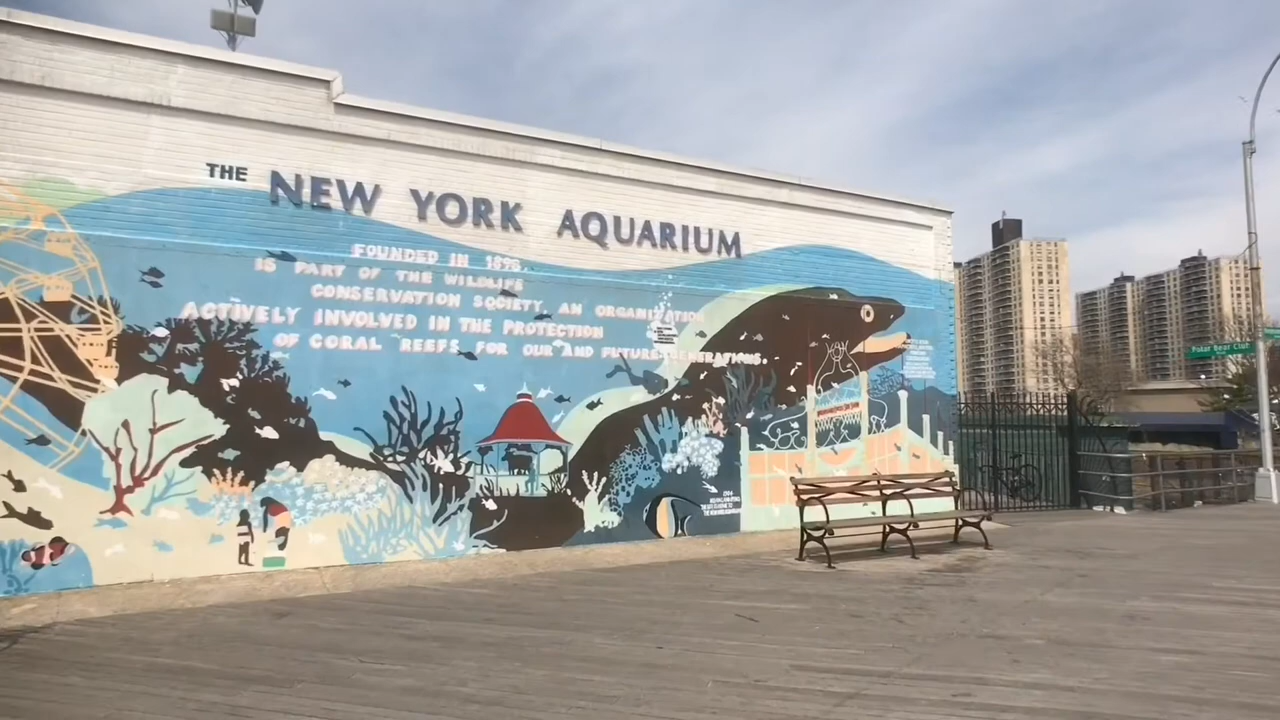 THE NEW YORK AQUARIUM
FOUNDED IN 1896,
IS PART OF THE WILDLIFE
CONSERVATION SOCIETY, AN ORGANIZATION
ACTIVELY INVOLVED IN THE PROTECTION
OF CORAL REEFS FOR OUR AND FUTURE GENERATIONS.
Polar Bear Club